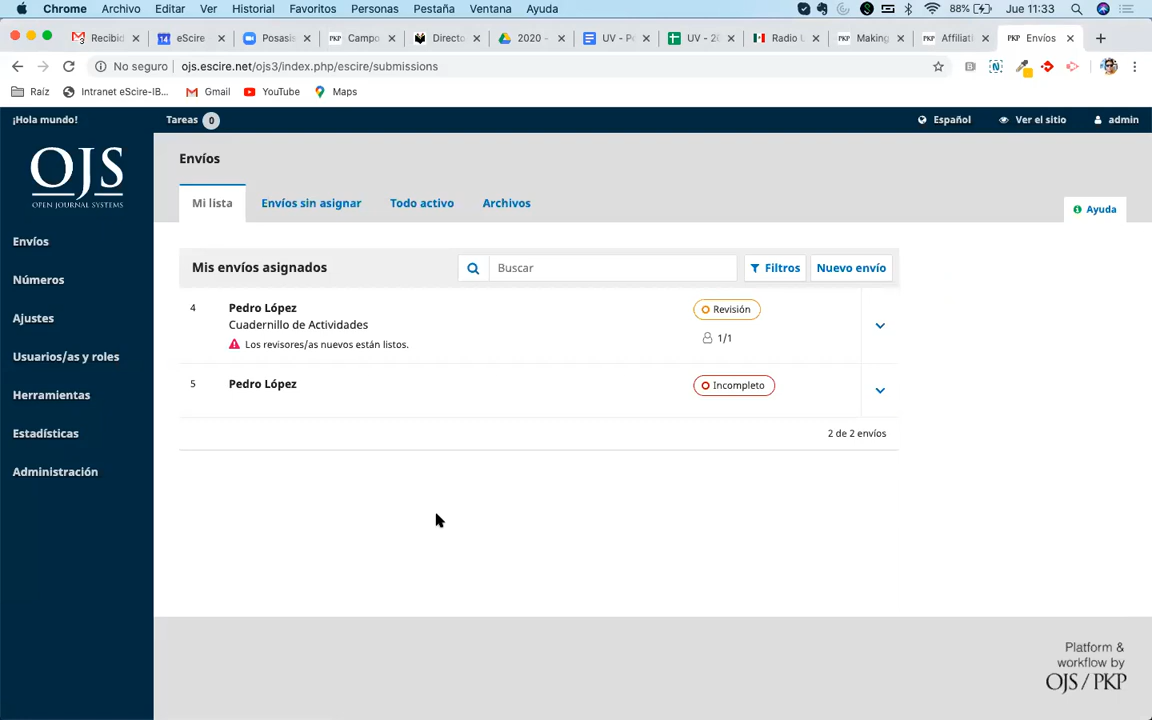 Chrome Archivo Editar Ver Historial Favoritos Personas Pestaña Ventana Ayuda 88% Jue 11:33
Recibid eScire Posasis Campo Directo 2020 - UV - Pe UV - 20 Radio U Making Affiliati Envíos
No seguro ojs.escire.net/ojs3/index.php/escire/submissions
Raíz Intranet eScire-IB... Gmail YouTube Maps
¡Hola mundo! Tareas 0 Español Ver el sitio admin
OJS
OPEN JOURNAL SYSTEMS
Envíos
Números
Ajustes
Usuarios/as y roles
Herramientas
Estadísticas
Administración
Envíos
Mi lista Envíos sin asignar Todo activo Archivos
Ayuda
Mis envíos asignados Buscar Filtros Nuevo envío
4 Pedro López Revisión
Cuadernillo de Actividades
Los revisores/as nuevos están listos. 1/1
5 Pedro López Incompleto
2 de 2 envíos
Platform &
workflow by
OJS / PKP